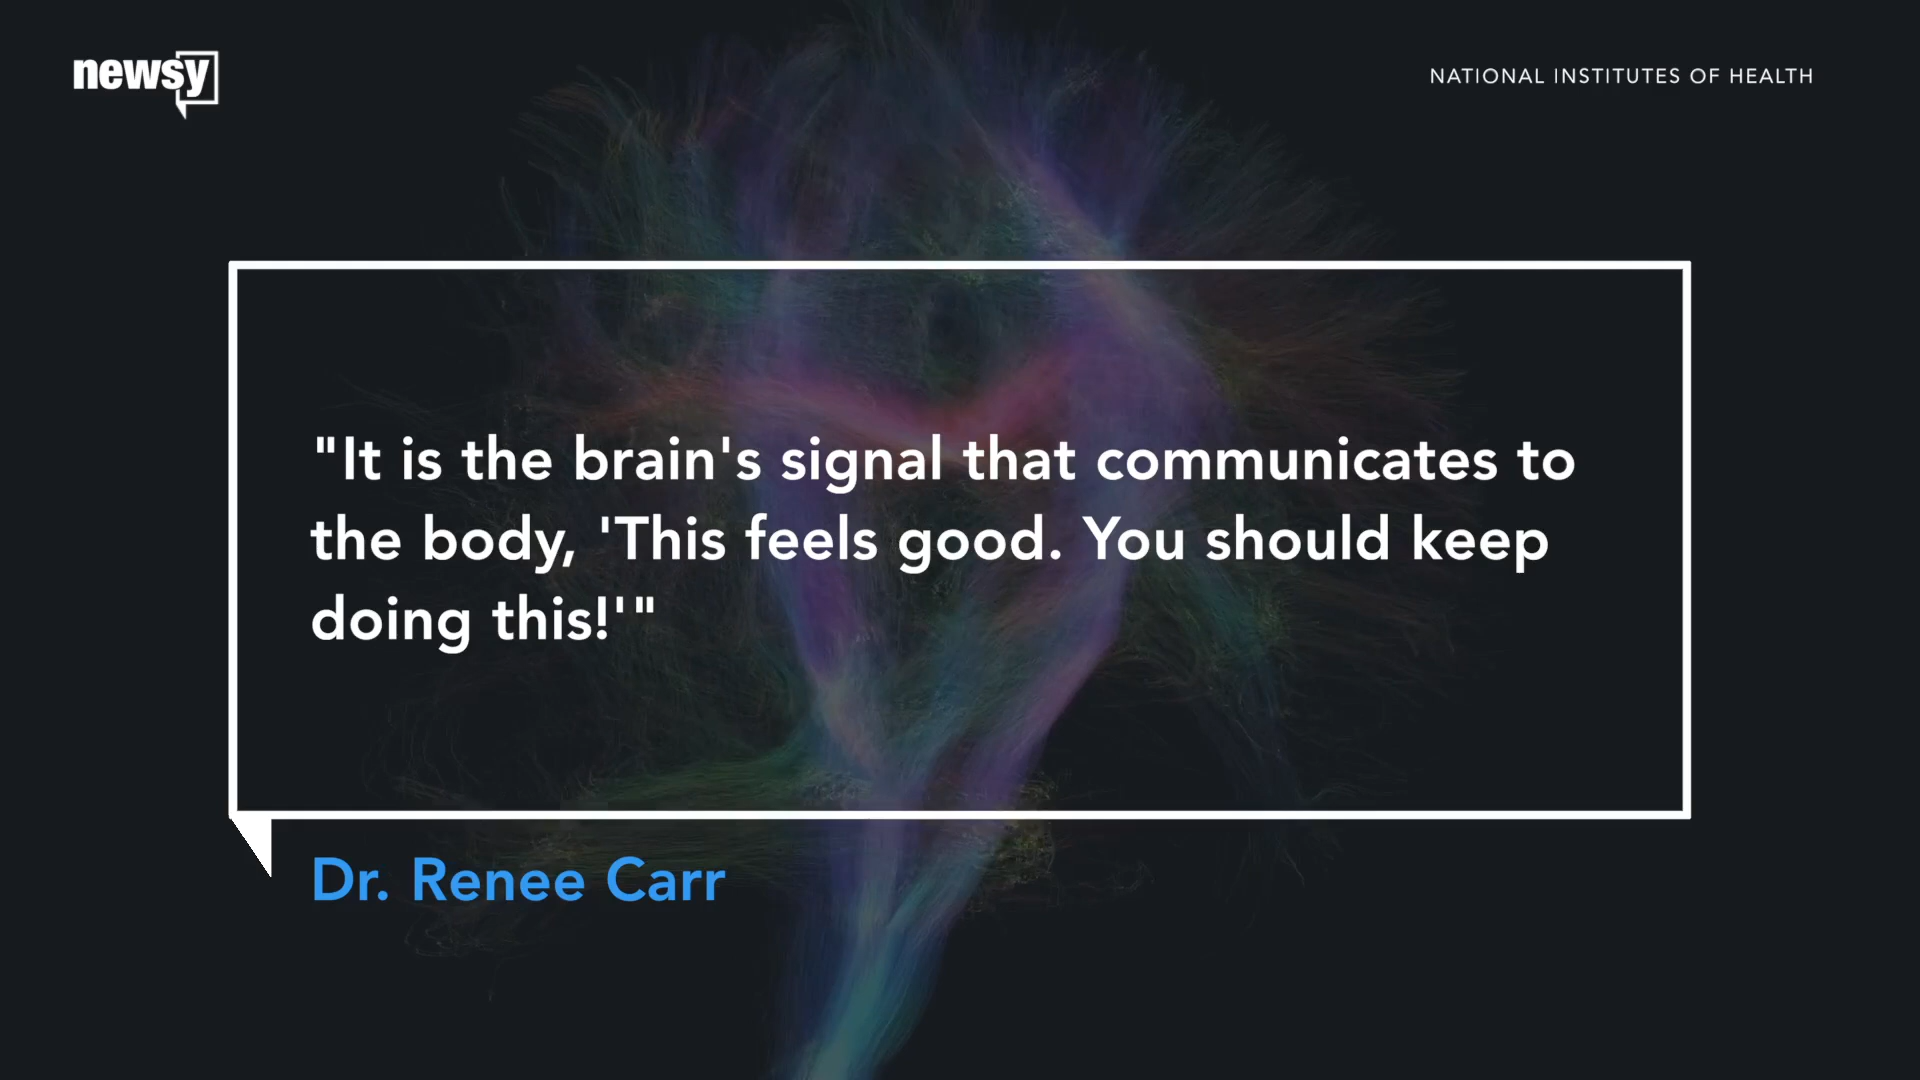 newsy
NATIONAL INSTITUTES OF HEALTH
"It is the brain's signal that communicates to
the body, 'This feels good. You should keep
doing this!'"
Dr. Renee Carr